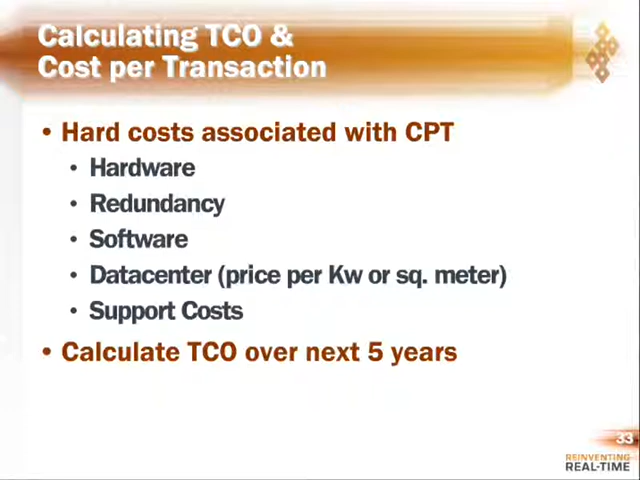 Calculating TCO &
Cost per Transaction
• Hard costs associated with CPT
• Hardware
• Redundancy
• Software
• Datacenter (price per Kw or sq. meter)
• Support Costs
• Calculate TCO over next 5 years
33
REINVENTING
REAL-TIME